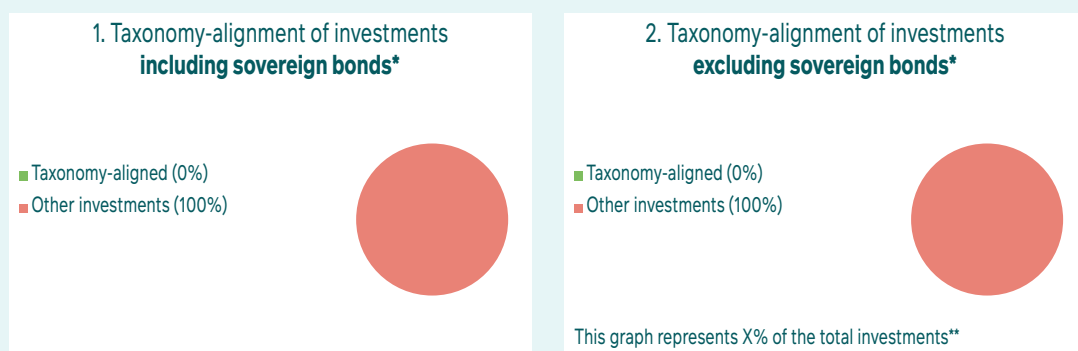 1. Taxonomy-alignment of investments
including sovereign bonds*
Taxonomy-aligned (0%)
Other investments (100%)
2. Taxonomy-alignment of investments
excluding sovereign bonds*
Taxonomy-aligned (0%)
Other investments (100%)
This graph represents X% of the total investments**